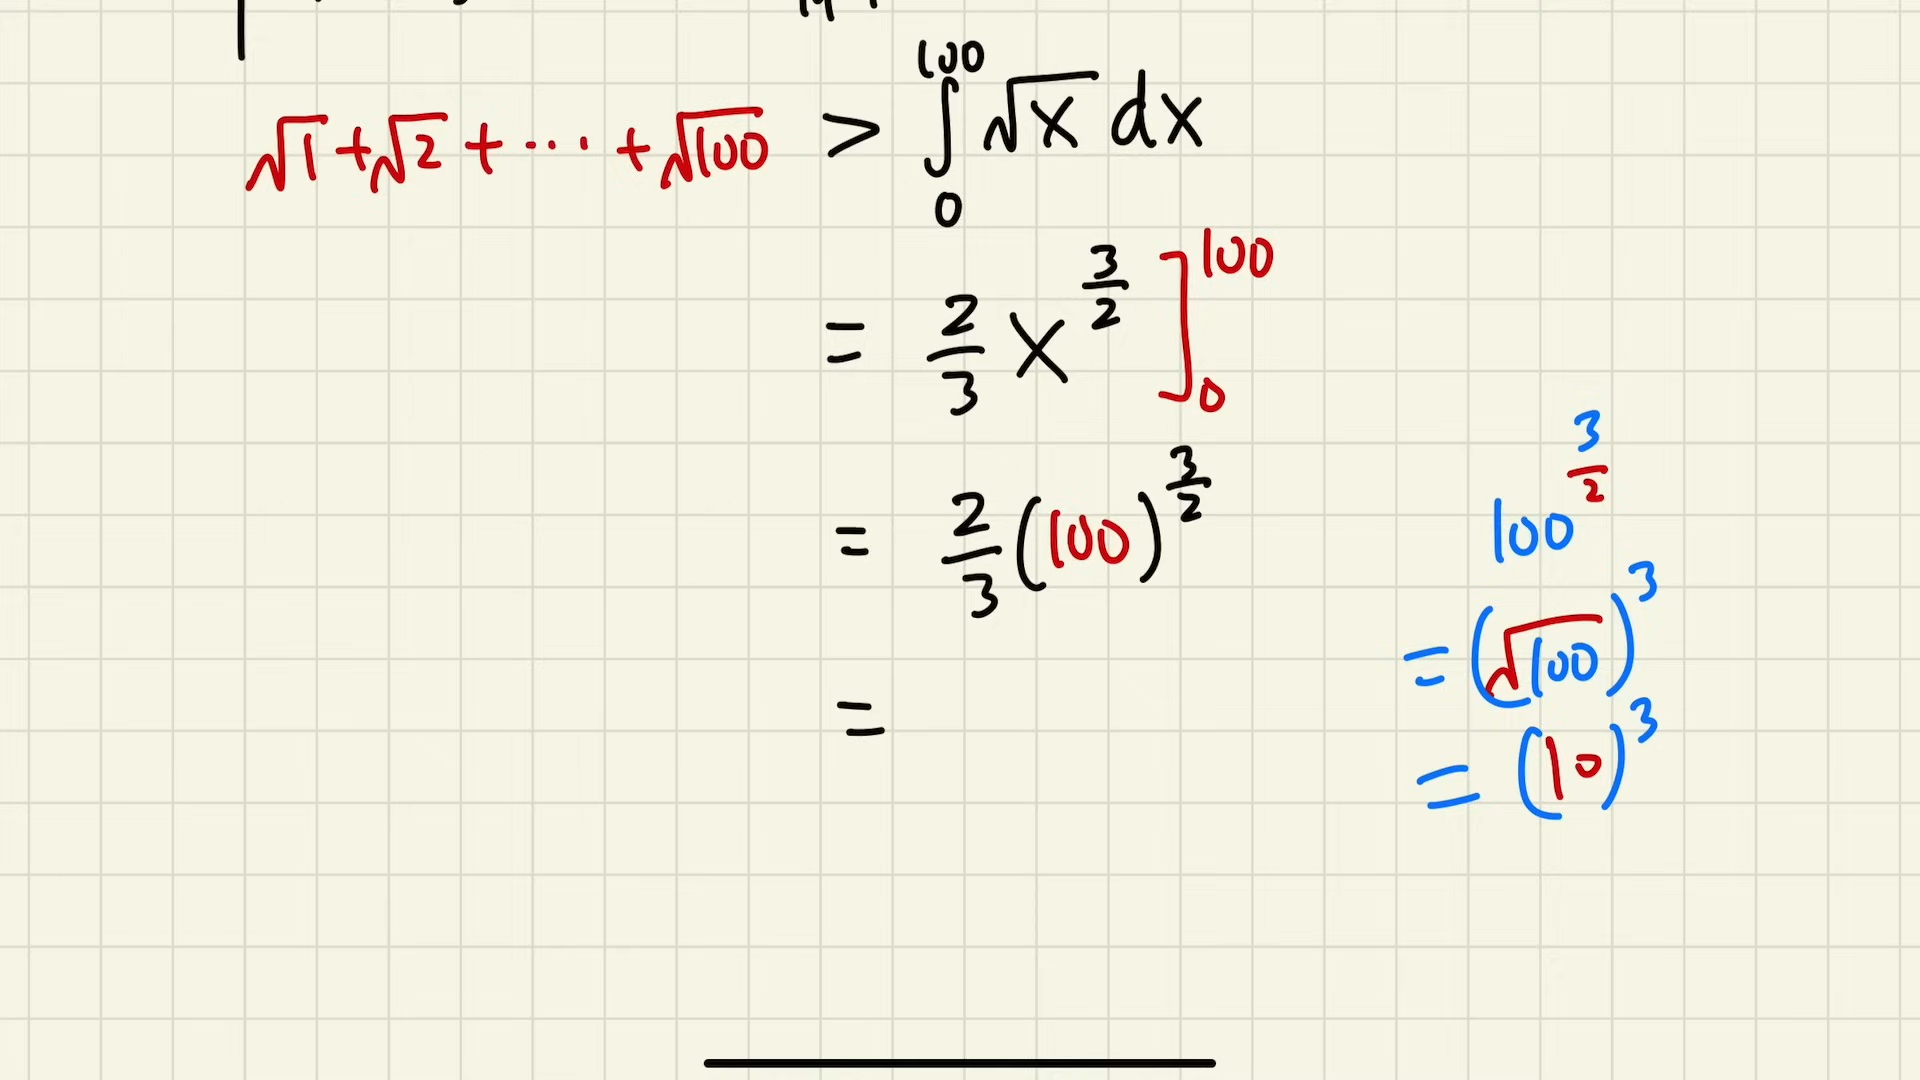 √1 + √2 + ··· + √100 > ∫₀¹⁰⁰ √x dx
= 2/3 x^(3/2) ]₀¹⁰⁰
= 2/3 (100)^(3/2)
=
100^(3/2)
= (√100)³
= (10)³